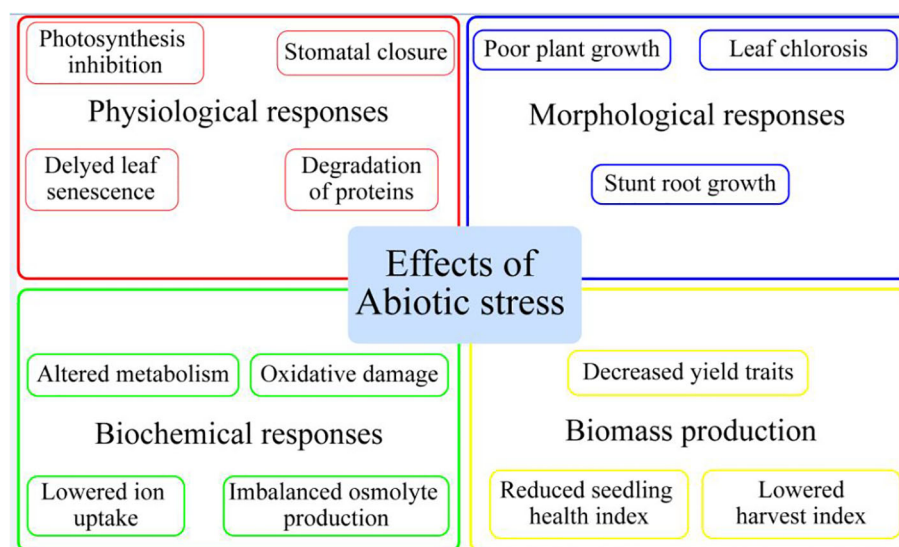 Photosynthesis
inhibition
Stomatal closure
Physiological responses
Delyed leaf
senescence
Degradation
of proteins
Poor plant growth
Leaf chlorosis
Morphological responses
Stunt root growth
Effects of
Abiotic stress
Altered metabolism
Oxidative damage
Biochemical responses
Lowered ion
uptake
Imbalanced osmolyte
production
Decreased yield traits
Biomass production
Reduced seedling
health index
Lowered
harvest index